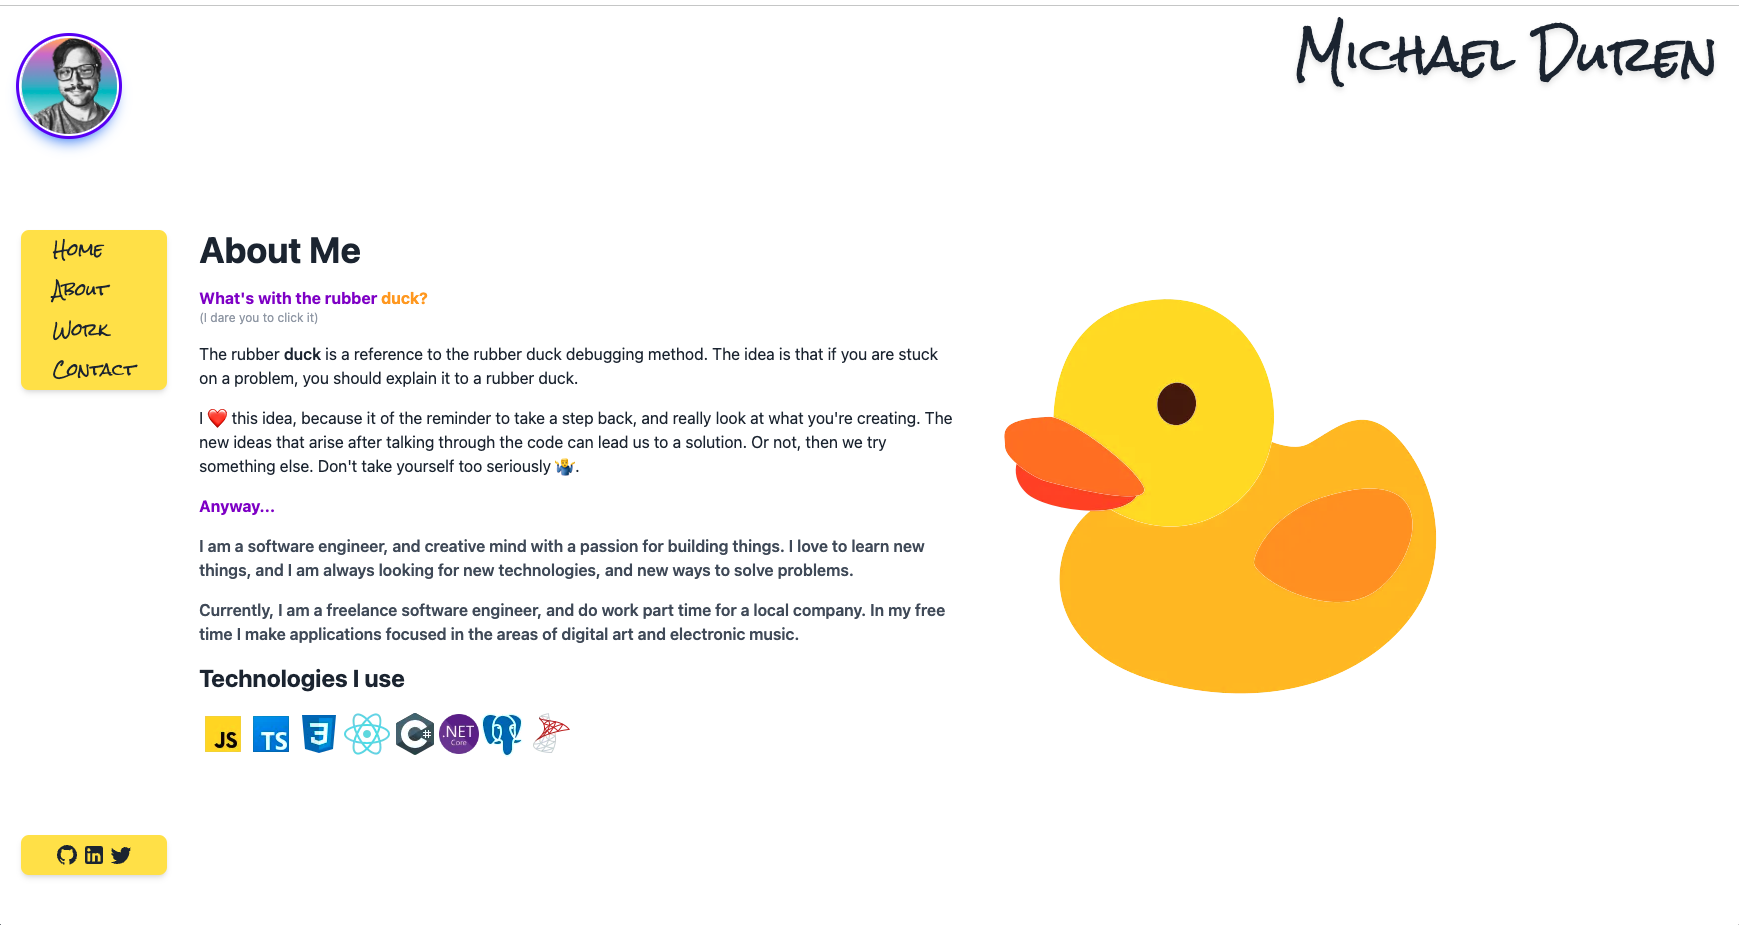 Michael Duren
Home
About
Work
Contact
About Me
What's with the rubber duck?
(I dare you to click it)
The rubber duck is a reference to the rubber duck debugging method. The idea is that if you are stuck
on a problem, you should explain it to a rubber duck.
I ❤️ this idea, because it of the reminder to take a step back, and really look at what you're creating. The
new ideas that arise after talking through the code can lead us to a solution. Or not, then we try
something else. Don't take yourself too seriously 🤷‍♂️.
Anyway...
I am a software engineer, and creative mind with a passion for building things. I love to learn new
things, and I am always looking for new technologies, and new ways to solve problems.
Currently, I am a freelance software engineer, and do work part time for a local company. In my free
time I make applications focused in the areas of digital art and electronic music.
Technologies I use
JS TS 3 C# .NET Core
in